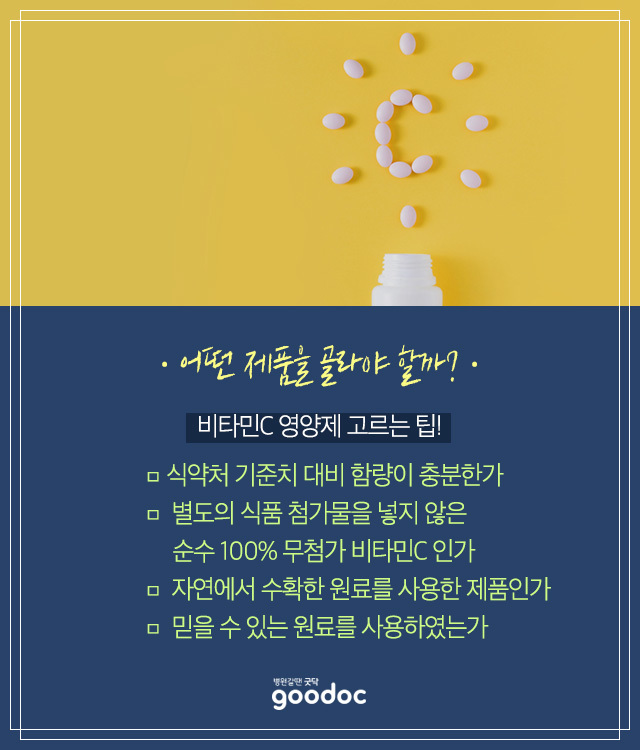 · 어떤 제품을 골라야 할까? ·
비타민C 영양제 고르는 팁!
□ 식약처 기준치 대비 함량이 충분한가
□ 별도의 식품 첨가물을 넣지 않은
순수 100% 무첨가 비타민C 인가
□ 자연에서 수확한 원료를 사용한 제품인가
□ 믿을 수 있는 원료를 사용하였는가
병원갈땐 굿닥
goodoc